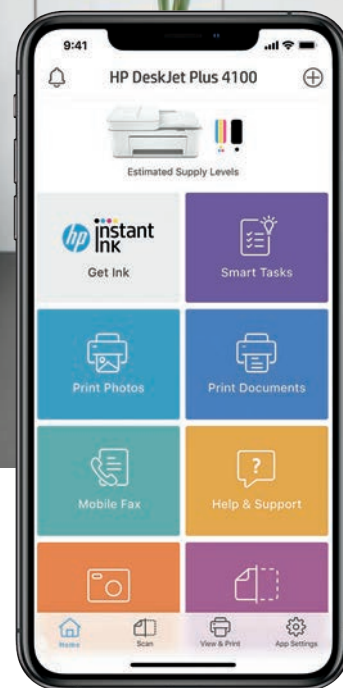 9:41
HP DeskJet Plus 4100
Estimated Supply Levels
hp instant ink
Get Ink
Smart Tasks
Print Photos
Print Documents
Mobile Fax
?
Help & Support
Home
Scan
View & Print
App Settings